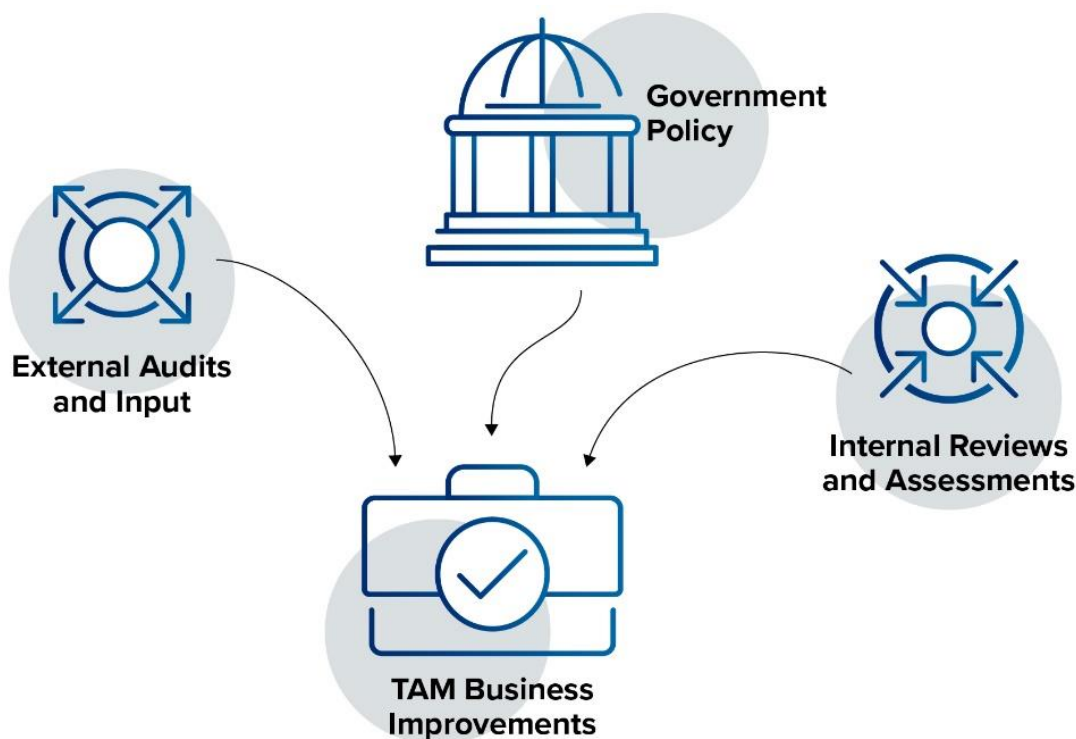 Government
Policy
External Audits
and Input
Internal Reviews
and Assessments
TAM Business
Improvements